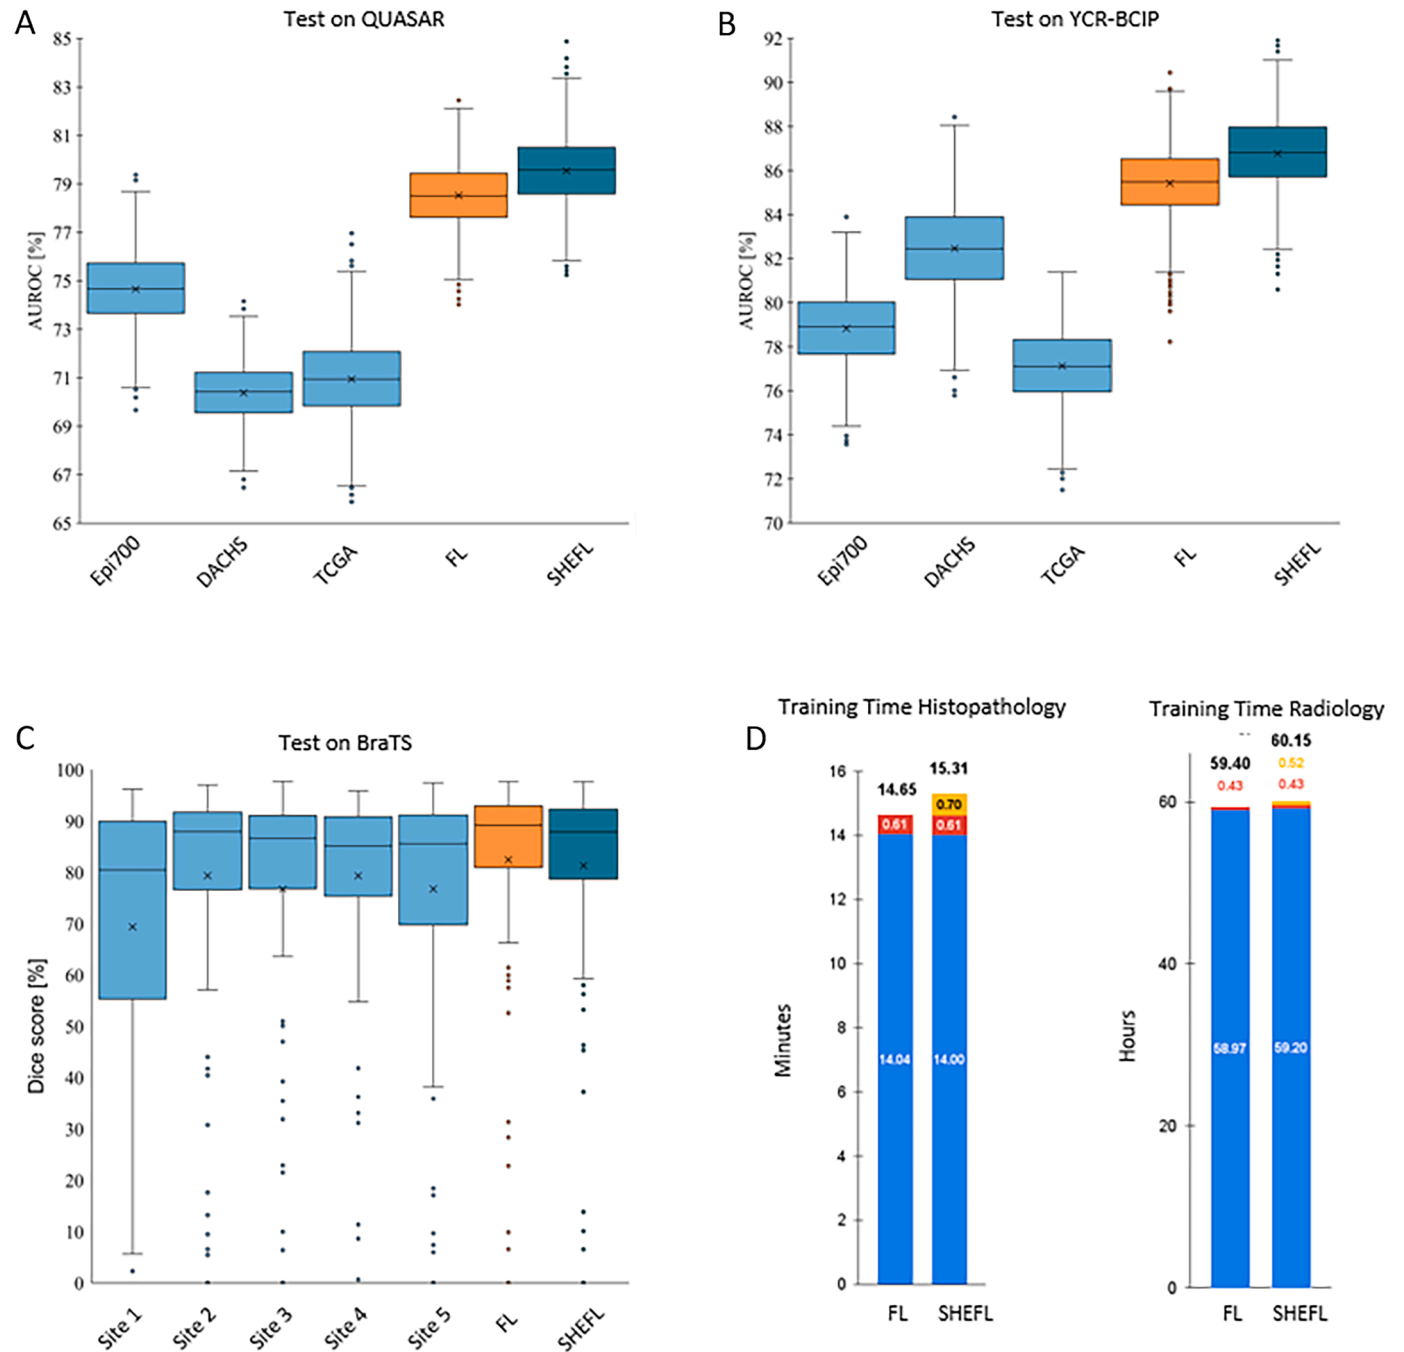 A
Test on QUASAR
AUROC [%]
85
83
81
79
77
75
73
71
69
67
65
Epi700
DACHS
TCGA
FL
SHEFL
B
Test on YCR-BCIP
AUROC [%]
92
90
88
86
84
82
80
78
76
74
72
70
Epi700
DACHS
TCGA
FL
SHEFL
C
Test on BraTS
Dice score [%]
100
90
80
70
60
50
40
30
20
10
0
Site 1
Site 2
Site 3
Site 4
Site 5
FL
SHEFL
D
Training Time Histopathology
Minutes
16
14
12
10
8
6
4
2
0
14.65
0.61
14.04
15.31
0.70
0.61
14.00
FL
SHEFL
Training Time Radiology
Hours
60
40
20
0
59.40
0.43
58.97
60.15
0.52
0.43
59.20
FL
SHEFL